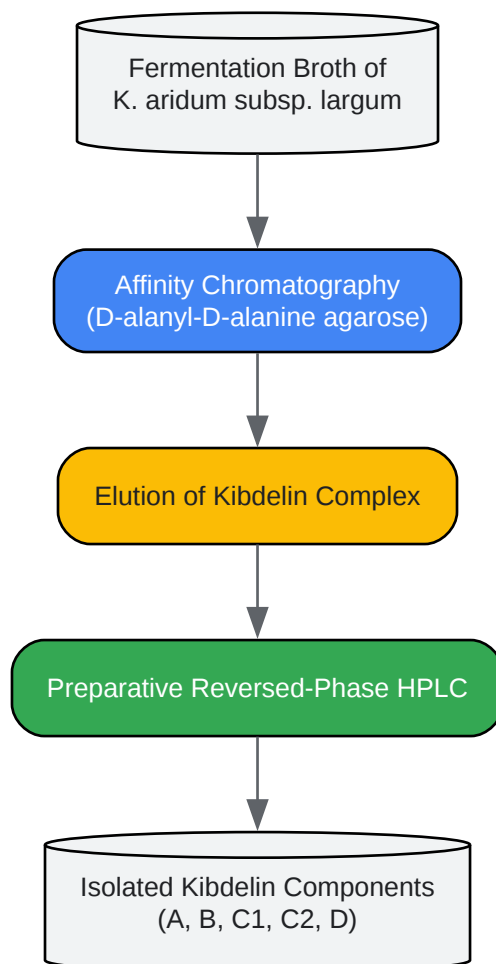 Fermentation Broth of
K. aridum subsp. largum
Affinity Chromatography
(D-alanyl-D-alanine agarose)
Elution of Kibdelin Complex
Preparative Reversed-Phase HPLC
Isolated Kibdelin Components
(A, B, C1, C2, D)